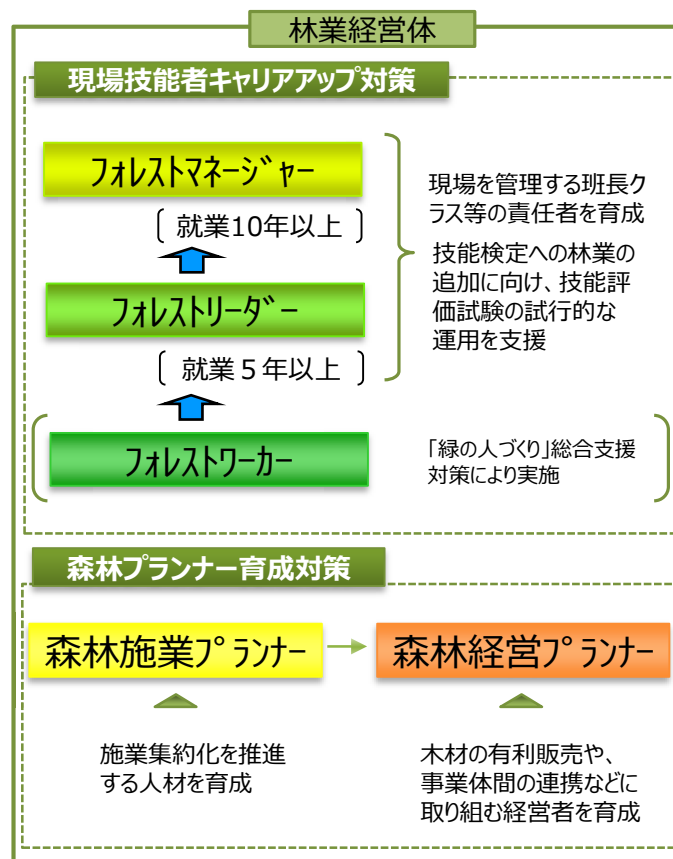 林業経営体
現場技能者キャリアアップ対策
フォレストマネージャー
〔 就業10年以上 〕
フォレストリーダー
〔 就業５年以上 〕
フォレストワーカー
現場を管理する班長ク
ラス等の責任者を育成
技能検定への林業の
追加に向け、技能評
価試験の試行的な
運用を支援
「緑の人づくり」総合支援
対策により実施
森林プランナー育成対策
森林施業プランナー
森林経営プランナー
施業集約化を推進
する人材を育成
木材の有利販売や、
事業体間の連携などに
取り組む経営者を育成